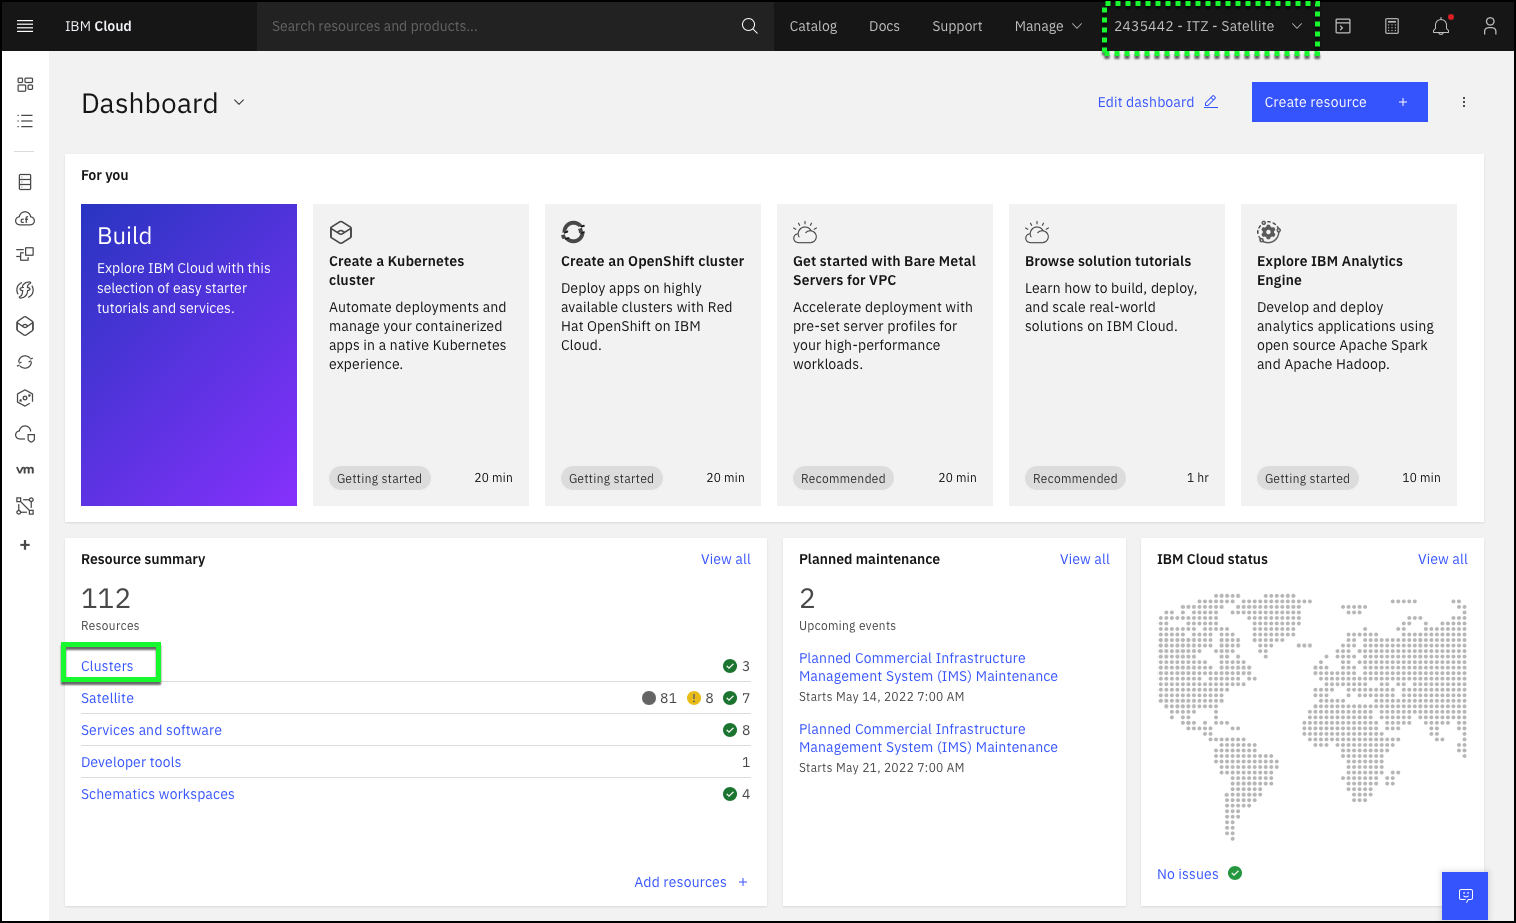 IBM Cloud
Search resources and products...
Catalog
Docs
Support
Manage
2435442 - ITZ - Satellite
Dashboard
Edit dashboard
Create resource +
For you
Build
Explore IBM Cloud with this
selection of easy starter
tutorials and services.
Create a Kubernetes
cluster
Automate deployments and
manage your containerized
apps in a native Kubernetes
experience.
Getting started
20 min
Create an OpenShift cluster
Deploy apps on highly
available clusters with Red
Hat OpenShift on IBM
Cloud.
Getting started
20 min
Get started with Bare Metal
Servers for VPC
Accelerate deployment with
pre-set server profiles for
your high-performance
workloads.
Recommended
20 min
Browse solution tutorials
Learn how to build, deploy,
and scale real-world
solutions on IBM Cloud.
Recommended
1 hr
Explore IBM Analytics
Engine
Develop and deploy
analytics applications using
open source Apache Spark
and Apache Hadoop.
Getting started
10 min
cf
vm
+
Resource summary
View all
112
Resources
Clusters
3
Satellite
81
8
7
Services and software
8
Developer tools
1
Schematics workspaces
4
Add resources +
Planned maintenance
View all
2
Upcoming events
Planned Commercial Infrastructure
Management System (IMS) Maintenance
Starts May 14, 2022 7:00 AM
Planned Commercial Infrastructure
Management System (IMS) Maintenance
Starts May 21, 2022 7:00 AM
IBM Cloud status
View all
No issues